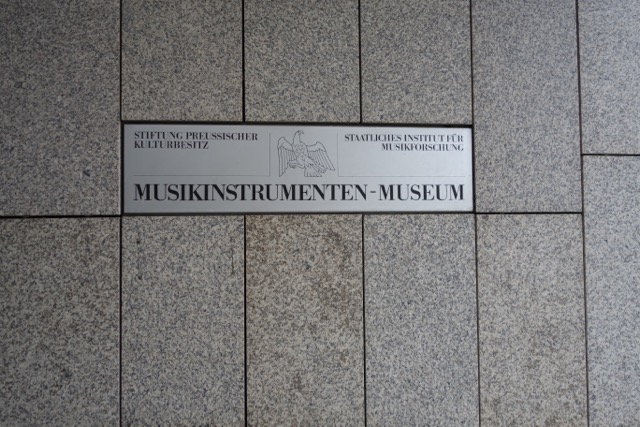 STIFTUNG PREUSSISCHER
KULTURBESITZ
STAATLICHES INSTITUT FÜR
MUSIKFORSCHUNG
MUSIKINSTRUMENTEN-MUSEUM